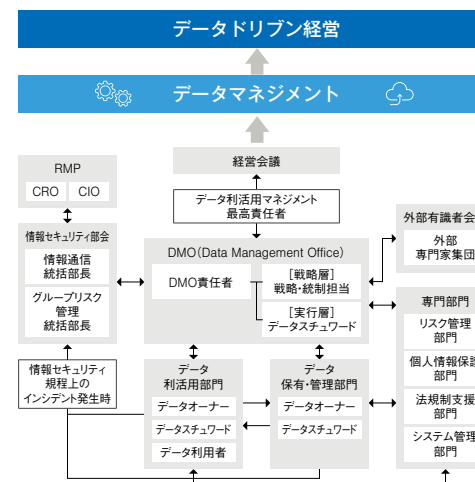 データドリブン経営
データマネジメント
経営会議
RMP
CRO
CIO
データ利活用マネジメント
最高責任者
情報セキュリティ部会
情報通信
統括部長
グループリスク
管理
統括部長
DMO(Data Management Office)
DMO責任者
[戦略層]
戦略・統制担当
[実行層]
データスチュワード
外部有識者会
外部
専門家集団
専門部門
リスク管理
部門
個人情報保護
部門
法規制支援
部門
システム管理
部門
情報セキュリティ
規程上の
インシデント発生時
データ
利活用部門
データオーナー
データスチュワード
データ利用者
データ
保有・管理部門
データオーナー
データスチュワード